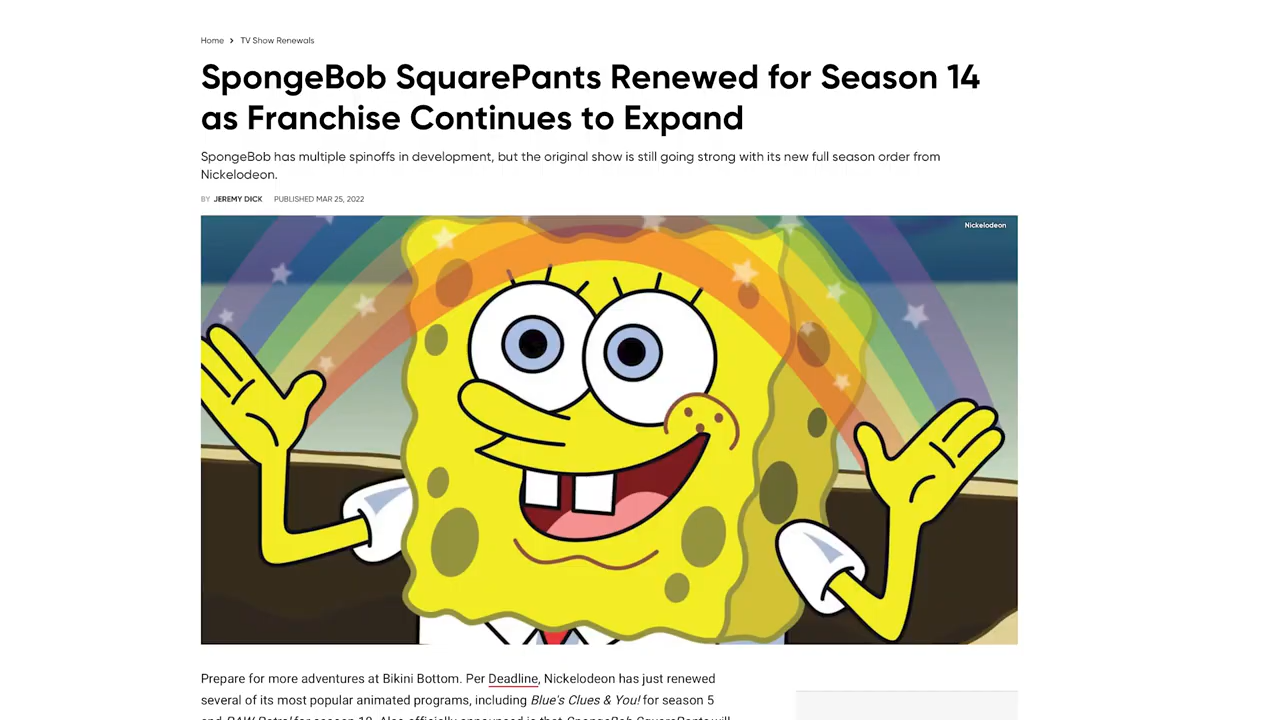 Home > TV Show Renewals
SpongeBob SquarePants Renewed for Season 14
as Franchise Continues to Expand
SpongeBob has multiple spinoffs in development, but the original show is still going strong with its new full season order from
Nickelodeon.
BY JEREMY DICK PUBLISHED MAR 25, 2022
Nickelodeon
Prepare for more adventures at Bikini Bottom. Per Deadline, Nickelodeon has just renewed
several of its most popular animated programs, including Blue's Clues & You! for season 5